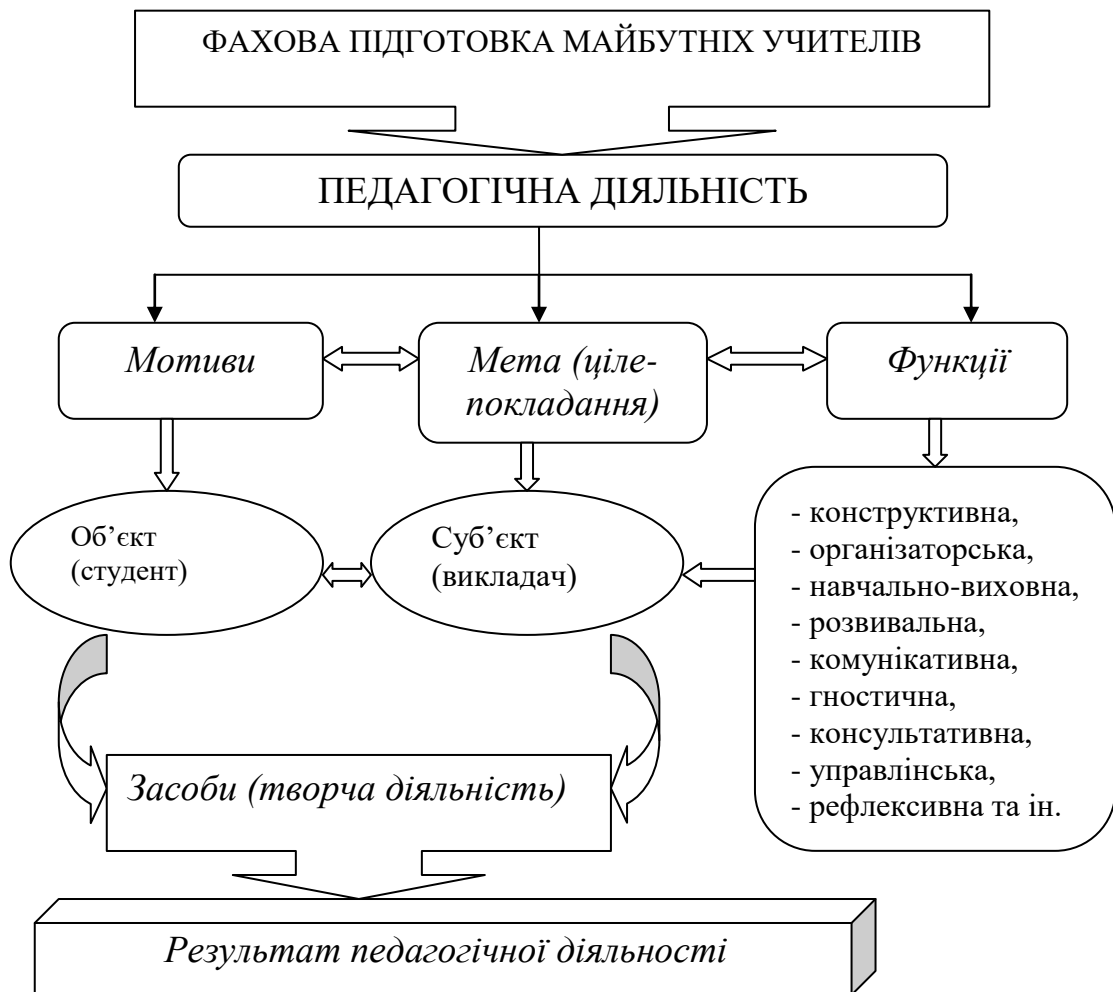 ФАХОВА ПІДГОТОВКА МАЙБУТНІХ УЧИТЕЛІВ
ПЕДАГОГІЧНА ДІЯЛЬНІСТЬ
Мотиви
Мета (ціле-
покладання)
Функції
Об’єкт
(студент)
Суб’єкт
(викладач)
- конструктивна,
- організаторська,
- навчально-виховна,
- розвивальна,
- комунікативна,
- гностична,
- консультативна,
- управлінська,
- рефлексивна та ін.
Засоби (творча діяльність)
Результат педагогічної діяльності